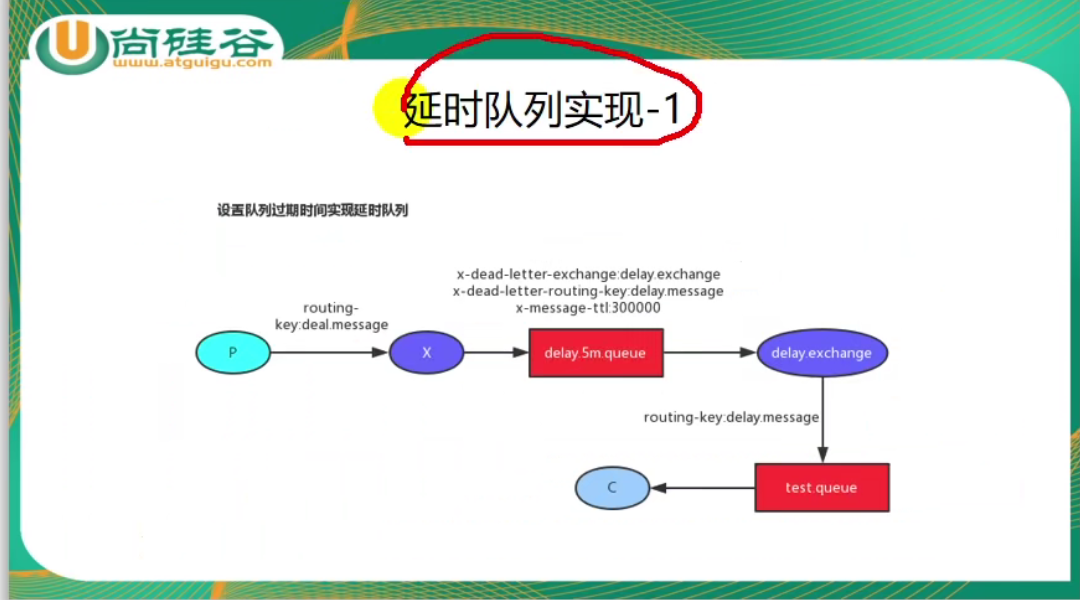 尚硅谷
www.atguigu.com
延时队列实现-1
设置队列过期时间实现延时队列
x-dead-letter-exchange:delay.exchange
x-dead-letter-routing-key:delay.message
x-message-ttl:300000
routing-
key:deal.message
P
X
delay.5m.queue
delay.exchange
routing-key:delay.message
C
test.queue